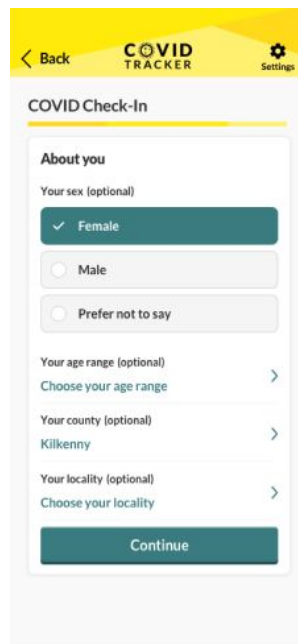 Back
COVID
TRACKER
Settings
COVID Check-In
About you
Your sex (optional)
Female
Male
Prefer not to say
Your age range (optional)
Choose your age range
Your county (optional)
Kilkenny
Your locality (optional)
Choose your locality
Continue